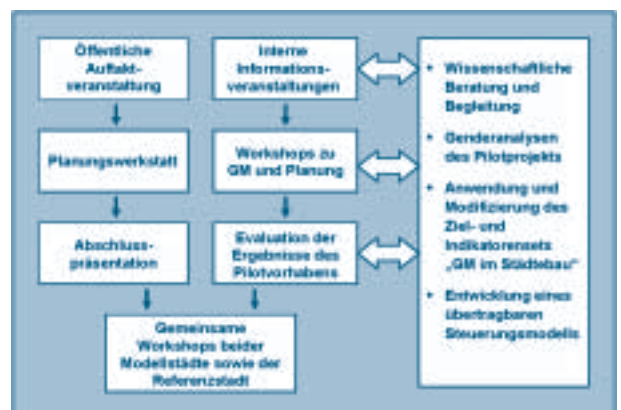 Öffentliche
Auftakt-
veranstaltung
Interne
Informations-
veranstaltungen
Planungswerkstatt
Workshops zu
GM und Planung
Abschluss-
präsentation
Evaluation der
Ergebnisse des
Pilotvorhabens
Gemeinsame
Workshops beider
Modellstädte sowie der
Referenzstadt
+ Wissenschaftliche
Beratung und
Begleitung
+ Genderanalysen
des Pilotprojekts
+ Anwendung und
Modifizierung des
Ziel- und
Indikatorensets
„GM im Städtebau“
+ Entwicklung eines
übertragbaren
Steuerungsmodells